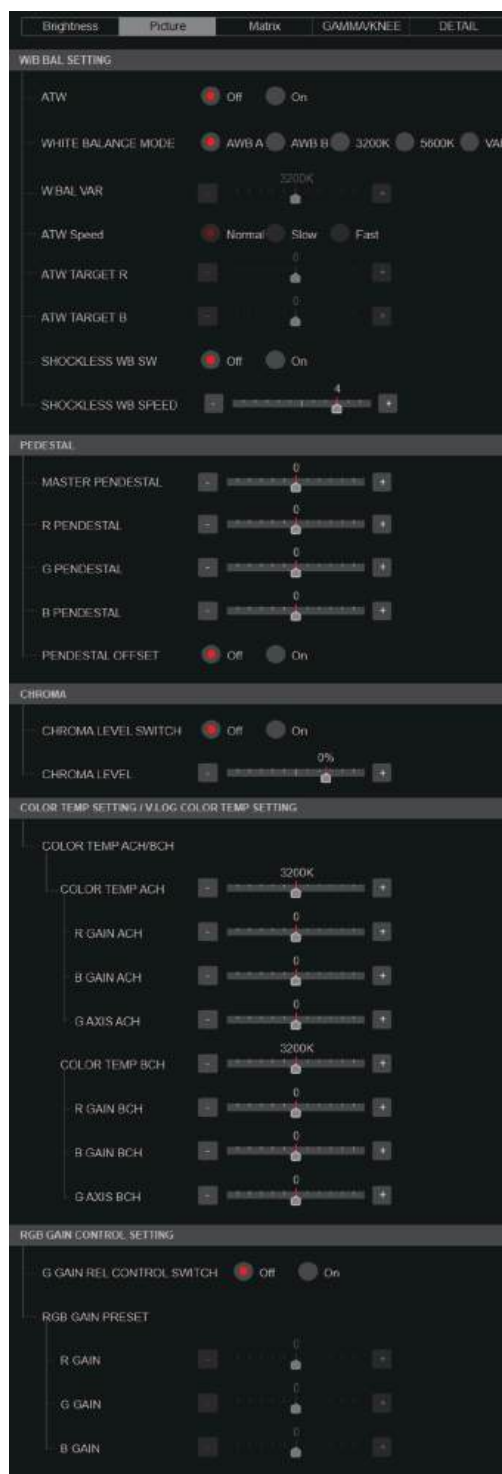 Brightness Picture Matrix GAMMA/KNEE DETAIL
W/B BAL SETTING
ATW Off On
WHITE BALANCE MODE AWB A AWB B 3200K 5600K VA
3200K
W.BAL VAR - +
ATW Speed Normal Slow Fast
0
ATW TARGET R - +
0
ATW TARGET B - +
SHOCKLESS WB SW Off On
4
SHOCKLESS WB SPEED - +
PEDESTAL
0
MASTER PENDESTAL - +
0
R PENDESTAL - +
0
G PENDESTAL - +
0
B PENDESTAL - +
PENDESTAL OFFSET Off On
CHROMA
CHROMA LEVEL SWITCH Off On
0%
CHROMA LEVEL - +
COLOR TEMP SETTING / V.LOG COLOR TEMP SETTING
COLOR TEMP ACH/BCH
3200K
COLOR TEMP ACH - +
0
R GAIN ACH - +
0
B GAIN ACH - +
0
G AXIS ACH - +
3200K
COLOR TEMP BCH - +
0
R GAIN BCH - +
0
B GAIN BCH - +
0
G AXIS BCH - +
RGB GAIN CONTROL SETTING
G GAIN REL CONTROL SWITCH Off On
RGB GAIN PRESET
0
R GAIN - +
0
G GAIN - +
0
B GAIN - +